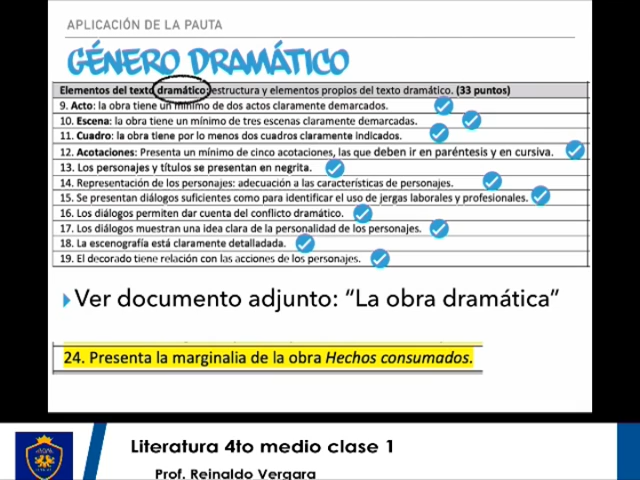 APLICACIÓN DE LA PAUTA
GÉNERO DRAMÁTICO
Elementos del texto dramático: estructura y elementos propios del texto dramático. (33 puntos)
9. Acto: la obra tiene un mínimo de dos actos claramente demarcados.
10. Escena: la obra tiene un mínimo de tres escenas claramente demarcadas.
11. Cuadro: la obra tiene por lo menos dos cuadros claramente indicados.
12. Acotaciones: Presenta un mínimo de cinco acotaciones, las que deben ir en paréntesis y en cursiva.
13. Los personajes y títulos se presentan en negrita.
14. Representación de los personajes: adecuación a las características de personajes.
15. Se presentan diálogos suficientes como para identificar el uso de jergas laborales y profesionales.
16. Los diálogos permiten dar cuenta del conflicto dramático.
17. Los diálogos muestran una idea clara de la personalidad de los personajes.
18. La escenografía está claramente detalladada.
19. El decorado tiene relación con las acciones de los personajes.
Ver documento adjunto: “La obra dramática”
24. Presenta la marginalia de la obra Hechos consumados.
Literatura 4to medio clase 1
Prof. Reinaldo Vergara